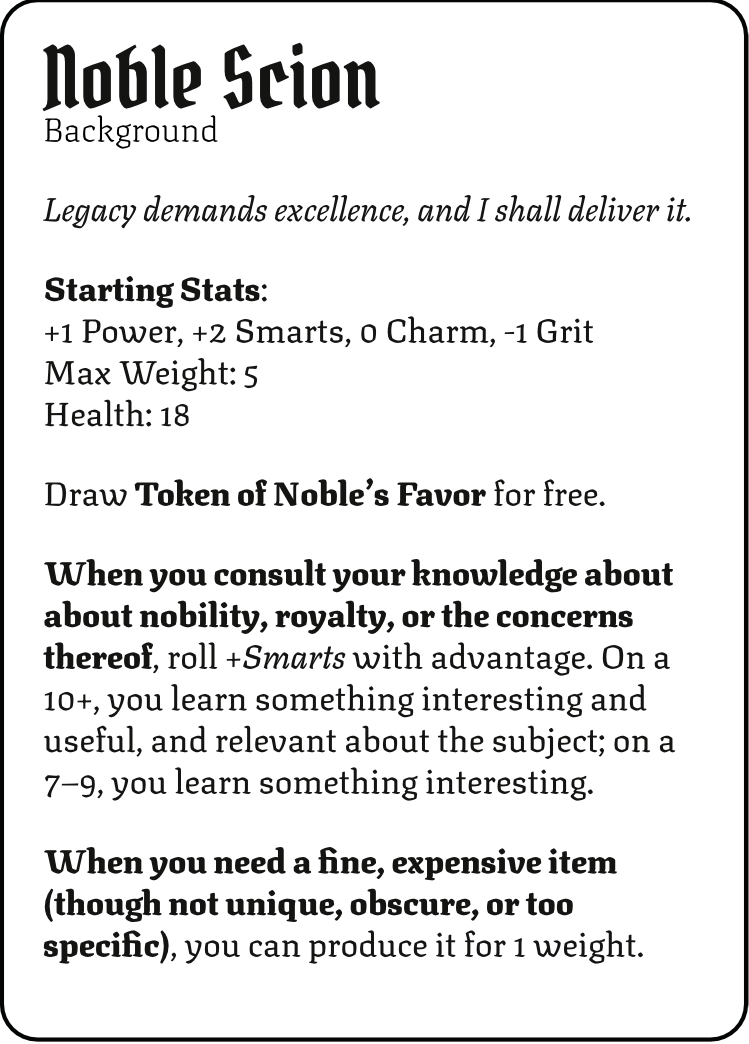 Noble Scion
Background
Legacy demands excellence, and I shall deliver it.
Starting Stats:
+1 Power, +2 Smarts, 0 Charm, -1 Grit
Max Weight: 5
Health: 18
Draw Token of Noble’s Favor for free.
When you consult your knowledge about
about nobility, royalty, or the concerns
thereof, roll +Smarts with advantage. On a
10+, you learn something interesting and
useful, and relevant about the subject; on a
7–9, you learn something interesting.
When you need a fine, expensive item
(though not unique, obscure, or too
specific), you can produce it for 1 weight.